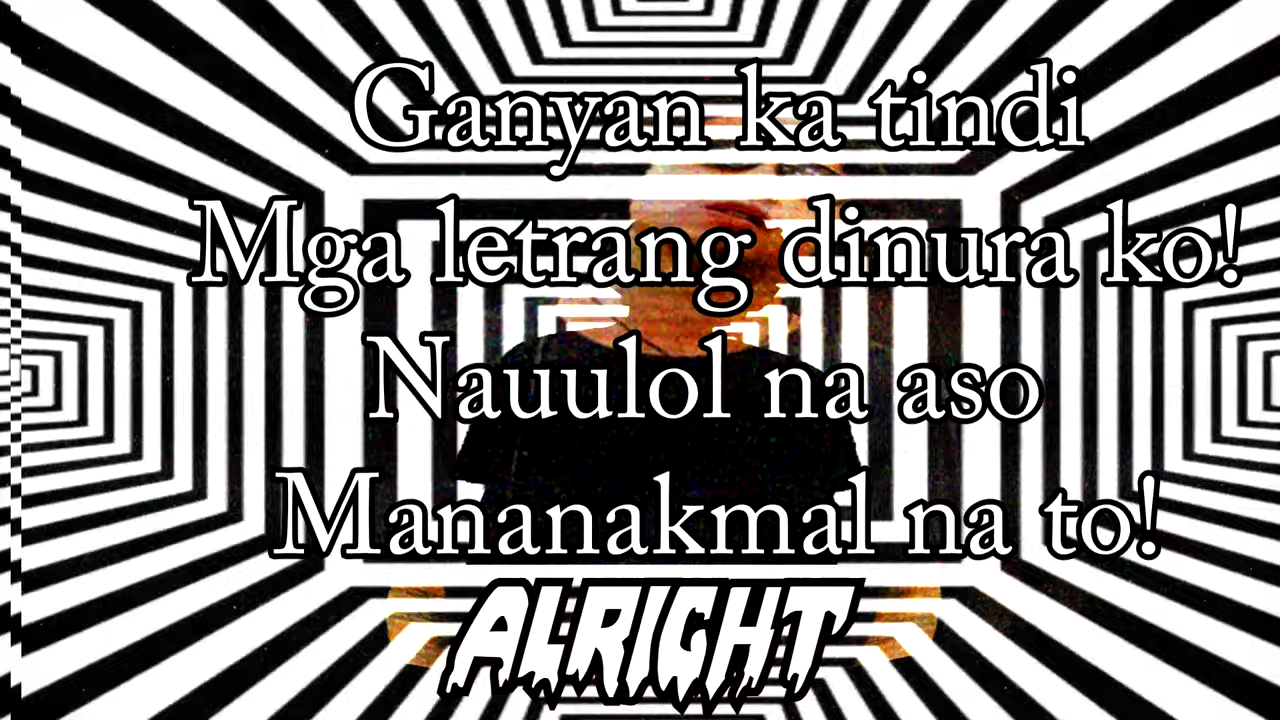 Ganyan ka tindi
Mga letrang dinura ko!
Nauulol na aso
Mananakmal na to!
ALRIGHT